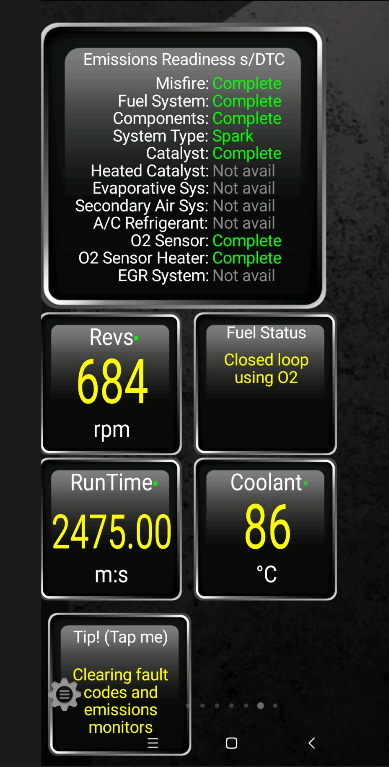 Emissions Readiness s/DTC
Misfire: Complete
Fuel System: Complete
Components: Complete
System Type: Spark
Catalyst: Complete
Heated Catalyst: Not avail
Evaporative Sys: Not avail
Secondary Air Sys: Not avail
A/C Refrigerant: Not avail
O2 Sensor: Complete
O2 Sensor Heater: Complete
EGR System: Not avail
Revs
684
rpm
Fuel Status
Closed loop
using O2
RunTime
2475.00
m:s
Coolant
86
°C
Tip! (Tap me)
Clearing fault
codes and
emissions
monitors